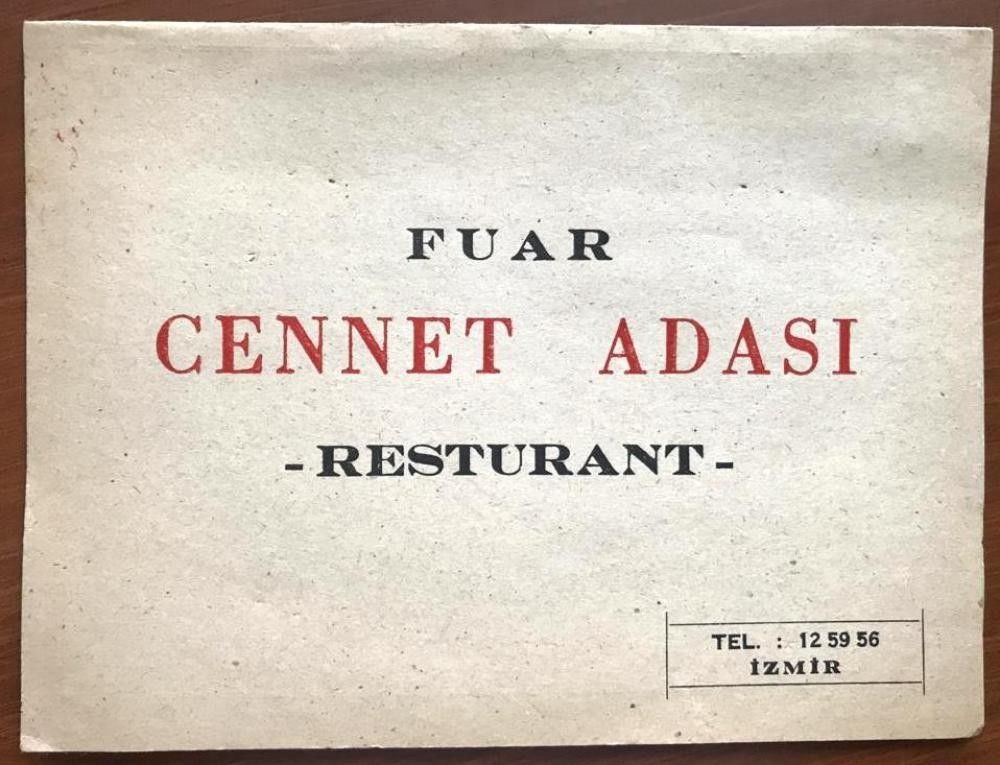 FUAR
CENNET ADASI
- RESTURANT -
TEL. : 12 59 56
İZMİR